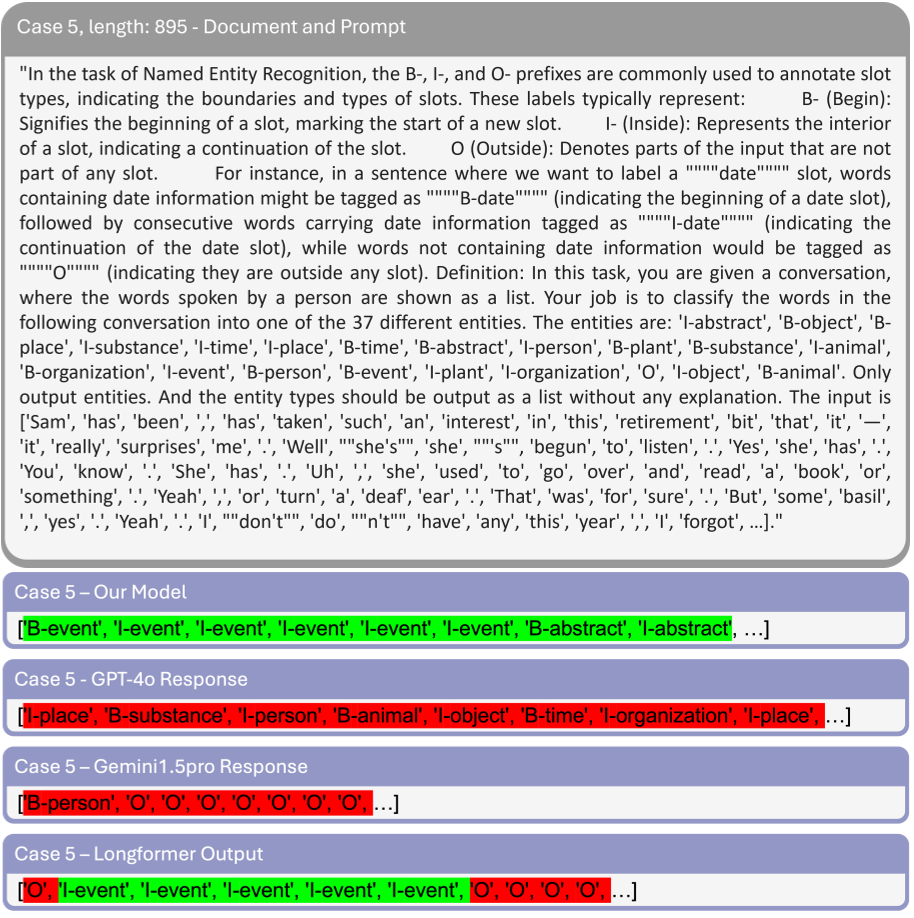 Case 5, length: 895 - Document and Prompt
"In the task of Named Entity Recognition, the B-, I-, and O- prefixes are commonly used to annotate slot
types, indicating the boundaries and types of slots. These labels typically represent: B- (Begin):
Signifies the beginning of a slot, marking the start of a new slot. I- (Inside): Represents the interior
of a slot, indicating a continuation of the slot. O (Outside): Denotes parts of the input that are not
part of any slot. For instance, in a sentence where we want to label a """"date"""" slot, words
containing date information might be tagged as """"B-date"""" (indicating the beginning of a date slot),
followed by consecutive words carrying date information tagged as """"I-date"""" (indicating the
continuation of the date slot), while words not containing date information would be tagged as
""""O"""" (indicating they are outside any slot). Definition: In this task, you are given a conversation,
where the words spoken by a person are shown as a list. Your job is to classify the words in the
following conversation into one of the 37 different entities. The entities are: 'I-abstract', 'B-object', 'B-
place', 'I-substance', 'I-time', 'I-place', 'B-time', 'B-abstract', 'I-person', 'B-plant', 'B-substance', 'I-animal',
'B-organization', 'I-event', 'B-person', 'B-event', 'I-plant', 'I-organization', 'O', 'I-object', 'B-animal'. Only
output entities. And the entity types should be output as a list without any explanation. The input is
['Sam', 'has', 'been', ',', 'has', 'taken', 'such', 'an', 'interest', 'in', 'this', 'retirement', 'bit', 'that', 'it', '—',
'it', 'really', 'surprises', 'me', '.', 'Well', ""she's"", 'she', ""'s"", 'begun', 'to', 'listen', '.', 'Yes', 'she', 'has', '.',
'You', 'know', '.', 'She', 'has', '.', 'Uh', ',', 'she', 'used', 'to', 'go', 'over', 'and', 'read', 'a', 'book', 'or',
'something', '.', 'Yeah', ',', 'or', 'turn', 'a', 'deaf', 'ear', '.', 'That', 'was', 'for', 'sure', '.', 'But', 'some', 'basil',
',', 'yes', '.', 'Yeah', '.', 'I', ""don't"", 'do', ""n't"", 'have', 'any', 'this', 'year', ',', 'I', 'forgot', …]."
Case 5 – Our Model
['B-event', 'I-event', 'I-event', 'I-event', 'I-event', 'I-event', 'B-abstract', 'I-abstract', …]
Case 5 - GPT-4o Response
['I-place', 'B-substance', 'I-person', 'B-animal', 'I-object', 'B-time', 'I-organization', 'I-place', …]
Case 5 – Gemini1.5pro Response
['B-person', 'O', 'O', 'O', 'O', 'O', 'O', 'O', …]
Case 5 – Longformer Output
['O', 'I-event', 'I-event', 'I-event', 'I-event', 'I-event', 'O', 'O', 'O', 'O', …]